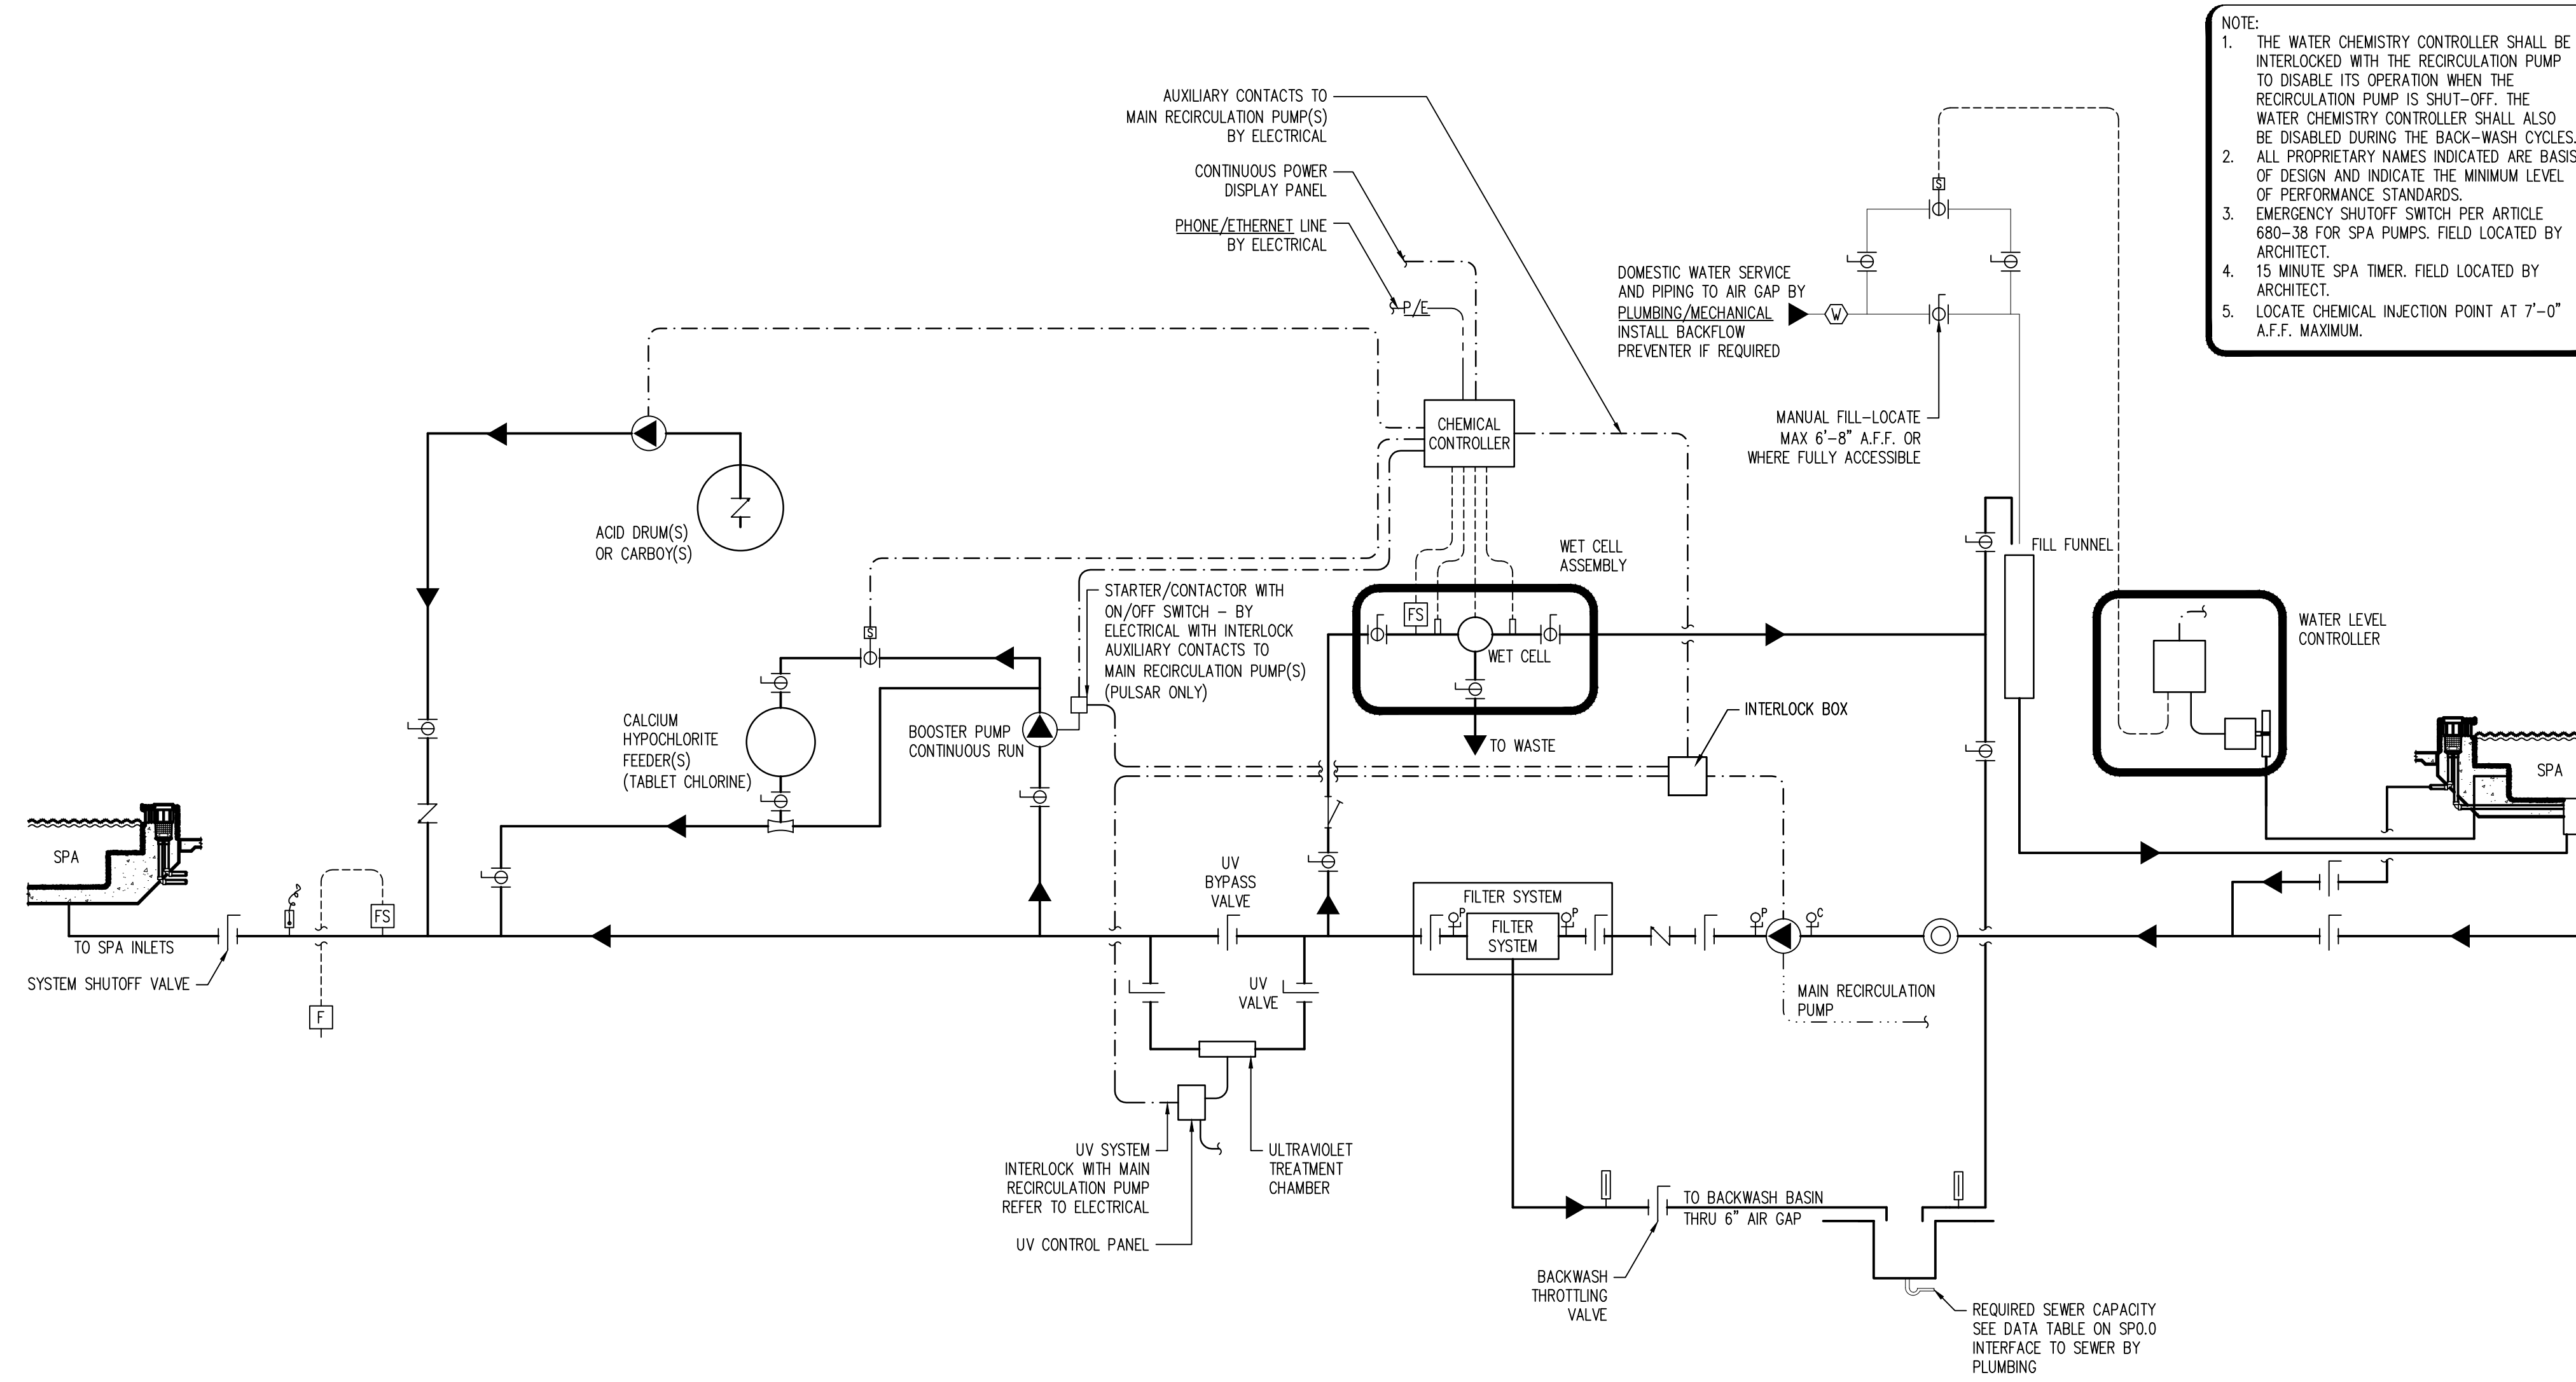 NOTE:
1. THE WATER CHEMISTRY CONTROLLER SHALL BE
INTERLOCKED WITH THE RECIRCULATION PUMP
TO DISABLE ITS OPERATION WHEN THE
RECIRCULATION PUMP IS SHUT-OFF. THE
WATER CHEMISTRY CONTROLLER SHALL ALSO
BE DISABLED DURING THE BACK-WASH CYCLES.
2. ALL PROPRIETARY NAMES INDICATED ARE BASIS
OF DESIGN AND INDICATE THE MINIMUM LEVEL
OF PERFORMANCE STANDARDS.
3. EMERGENCY SHUTOFF SWITCH PER ARTICLE
680-38 FOR SPA PUMPS. FIELD LOCATED BY
ARCHITECT.
4. 15 MINUTE SPA TIMER. FIELD LOCATED BY
ARCHITECT.
5. LOCATE CHEMICAL INJECTION POINT AT 7'-0"
A.F.F. MAXIMUM.
AUXILIARY CONTACTS TO
MAIN RECIRCULATION PUMP(S)
BY ELECTRICAL
CONTINUOUS POWER
DISPLAY PANEL
PHONE/ETHERNET LINE
BY ELECTRICAL
P/E
S
DOMESTIC WATER SERVICE
AND PIPING TO AIR GAP BY
PLUMBING/MECHANICAL
INSTALL BACKFLOW
PREVENTER IF REQUIRED
W
MANUAL FILL-LOCATE
MAX 6'-8" A.F.F. OR
WHERE FULLY ACCESSIBLE
CHEMICAL
CONTROLLER
ACID DRUM(S)
OR CARBOY(S)
WET CELL
ASSEMBLY
FILL FUNNEL
STARTER/CONTACTOR WITH
ON/OFF SWITCH - BY
ELECTRICAL WITH INTERLOCK
AUXILIARY CONTACTS TO
MAIN RECIRCULATION PUMP(S)
(PULSAR ONLY)
S
FS
WET CELL
TO WASTE
WATER LEVEL
CONTROLLER
CALCIUM
HYPOCHLORITE
FEEDER(S)
(TABLET CHLORINE)
BOOSTER PUMP
CONTINUOUS RUN
INTERLOCK BOX
SPA
SPA
UV
BYPASS
VALVE
FILTER SYSTEM
FILTER
SYSTEM
P
P
P
C
FS
TO SPA INLETS
SYSTEM SHUTOFF VALVE
F
UV
VALVE
MAIN RECIRCULATION
PUMP
UV SYSTEM
INTERLOCK WITH MAIN
RECIRCULATION PUMP
REFER TO ELECTRICAL
UV CONTROL PANEL
ULTRAVIOLET
TREATMENT
CHAMBER
TO BACKWASH BASIN
THRU 6" AIR GAP
BACKWASH
THROTTLING
VALVE
REQUIRED SEWER CAPACITY
SEE DATA TABLE ON SP0.0
INTERFACE TO SEWER BY
PLUMBING